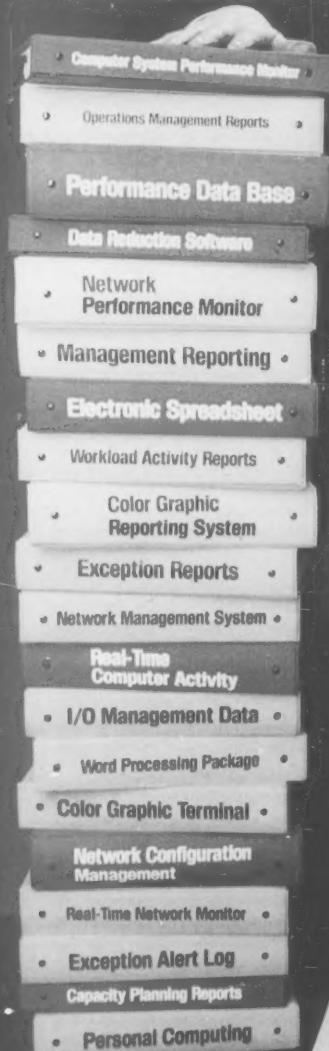 Computer System Performance Monitor
Operations Management Reports
Performance Data Base
Data Reduction Software
Network
Performance Monitor
Management Reporting
Electronic Spreadsheet
Workload Activity Reports
Color Graphic
Reporting System
Exception Reports
Network Management System
Real-Time
Computer Activity
I/O Management Data
Word Processing Package
Color Graphic Terminal
Network Configuration
Management
Real-Time Network Monitor
Exception Alert Log
Capacity Planning Reports
Personal Computing